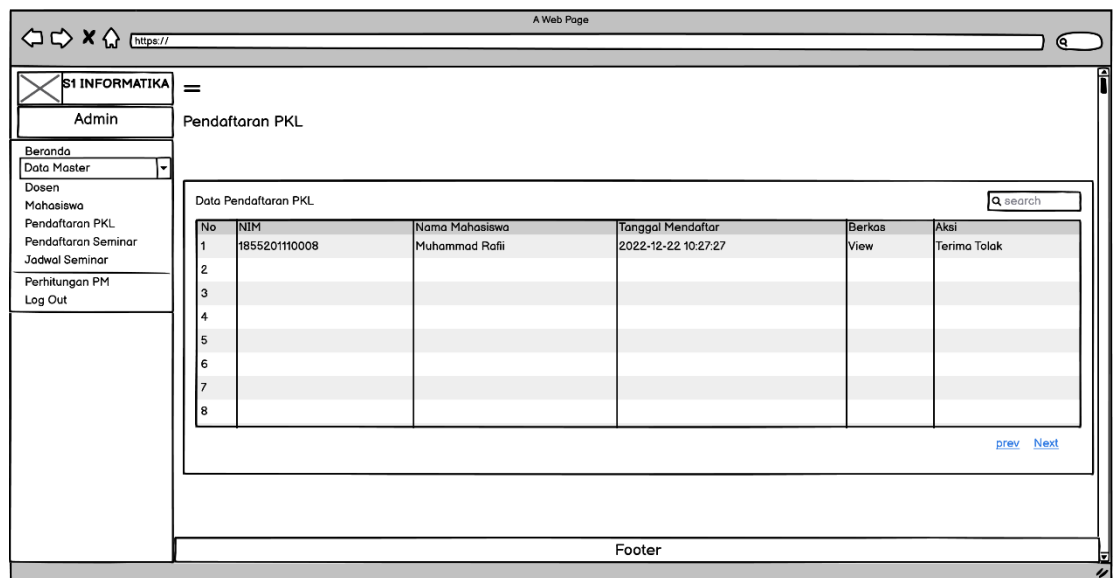 A Web Page
https://
S1 INFORMATIKA
Admin
Beranda
Data Master
Dosen
Mahasiswa
Pendaftaran PKL
Pendaftaran Seminar
Jadwal Seminar
Perhitungan PM
Log Out
Pendaftaran PKL
Data Pendaftaran PKL
search
No NIM Nama Mahasiswa Tanggal Mendaftar Berkas Aksi
1 1855201110008 Muhammad Rafii 2022-12-22 10:27:27 View Terima Tolak
2
3
4
5
6
7
8
prev Next
Footer